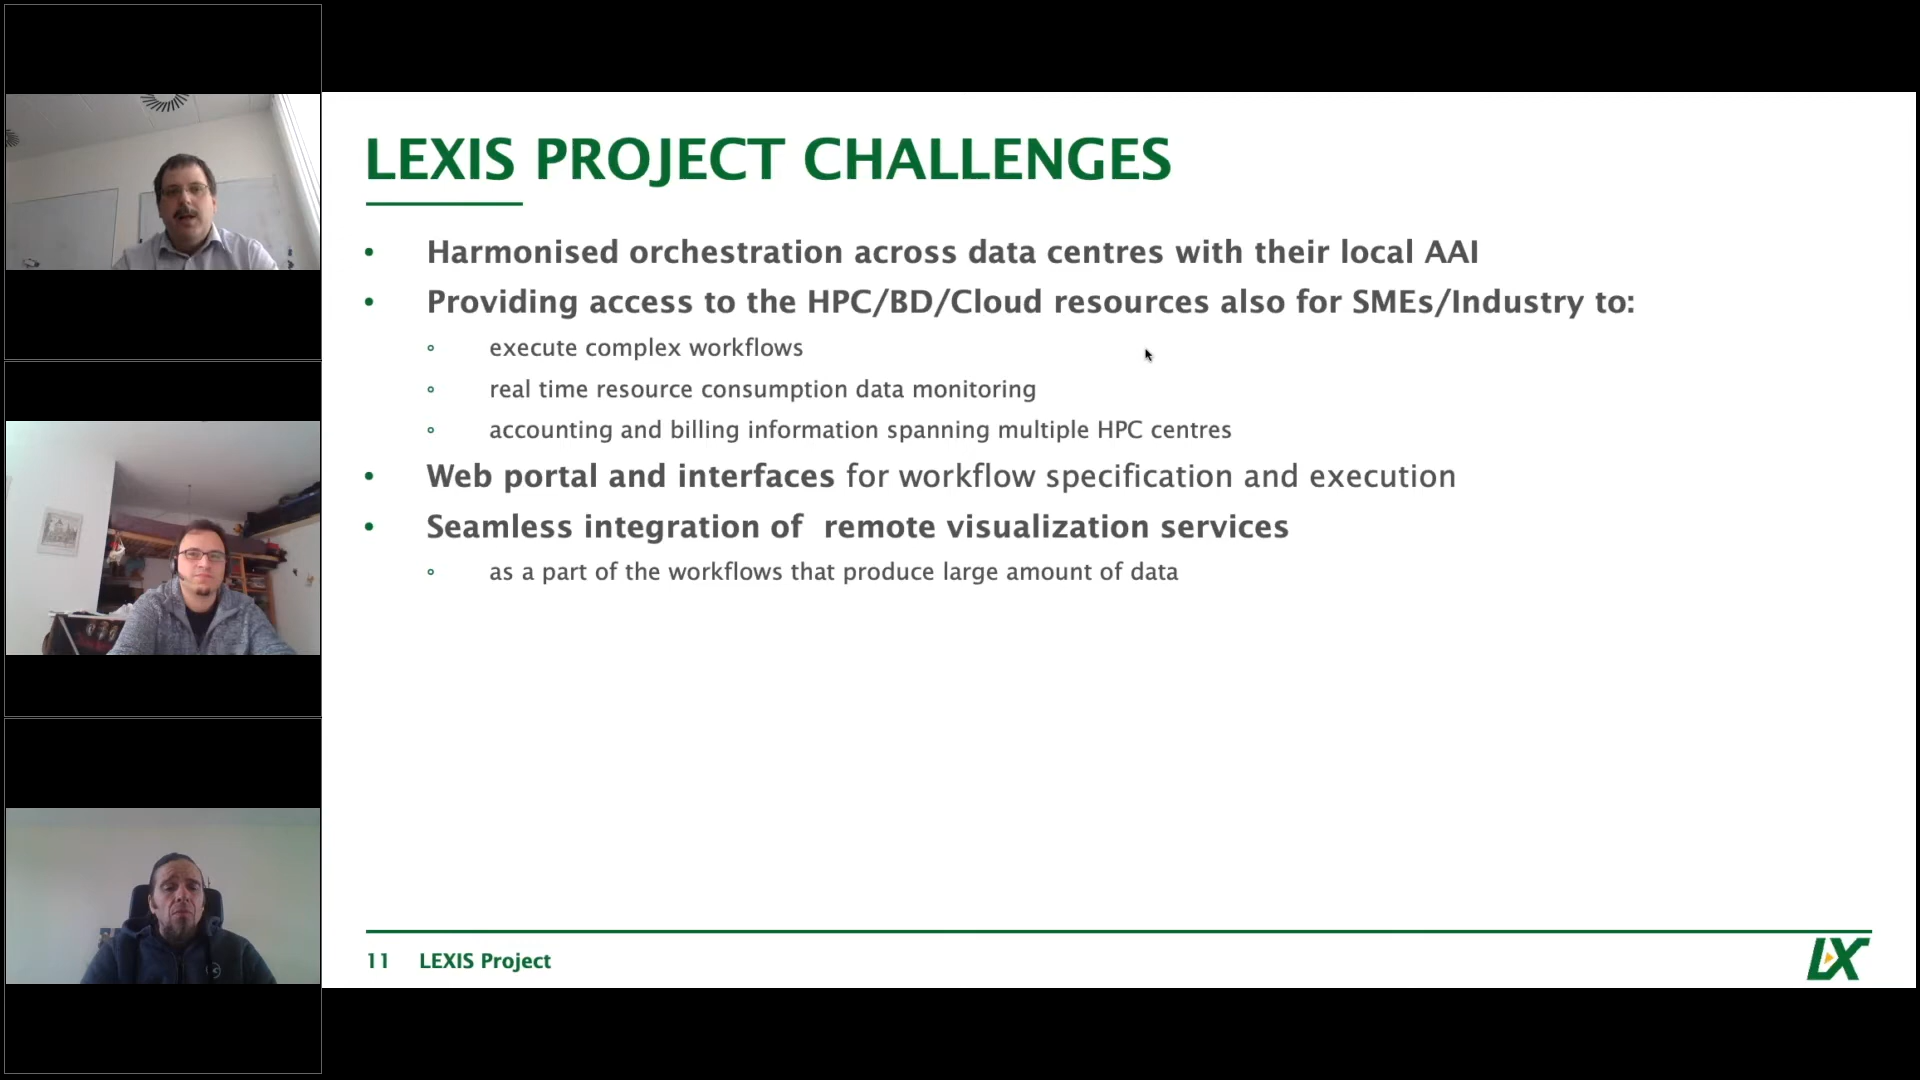 LEXIS PROJECT CHALLENGES
• Harmonised orchestration across data centres with their local AAI
• Providing access to the HPC/BD/Cloud resources also for SMEs/Industry to:
◦ execute complex workflows
◦ real time resource consumption data monitoring
◦ accounting and billing information spanning multiple HPC centres
• Web portal and interfaces for workflow specification and execution
• Seamless integration of  remote visualization services
◦ as a part of the workflows that produce large amount of data
11 LEXIS Project
LX